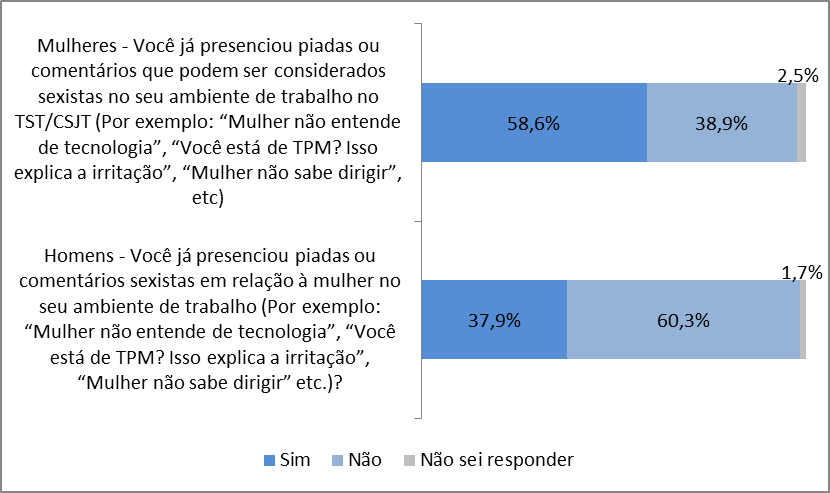 Mulheres - Você já presenciou piadas ou
comentários que podem ser considerados
sexistas no seu ambiente de trabalho no
TST/CSJT (Por exemplo: “Mulher não entende
de tecnologia”, “Você está de TPM? Isso
explica a irritação”, “Mulher não sabe dirigir”,
etc)
58,6%
38,9%
2,5%
Homens - Você já presenciou piadas ou
comentários sexistas em relação à mulher no
seu ambiente de trabalho (Por exemplo:
“Mulher não entende de tecnologia”, “Você
está de TPM? Isso explica a irritação”,
“Mulher não sabe dirigir” etc.)?
37,9%
60,3%
1,7%
Sim
Não
Não sei responder